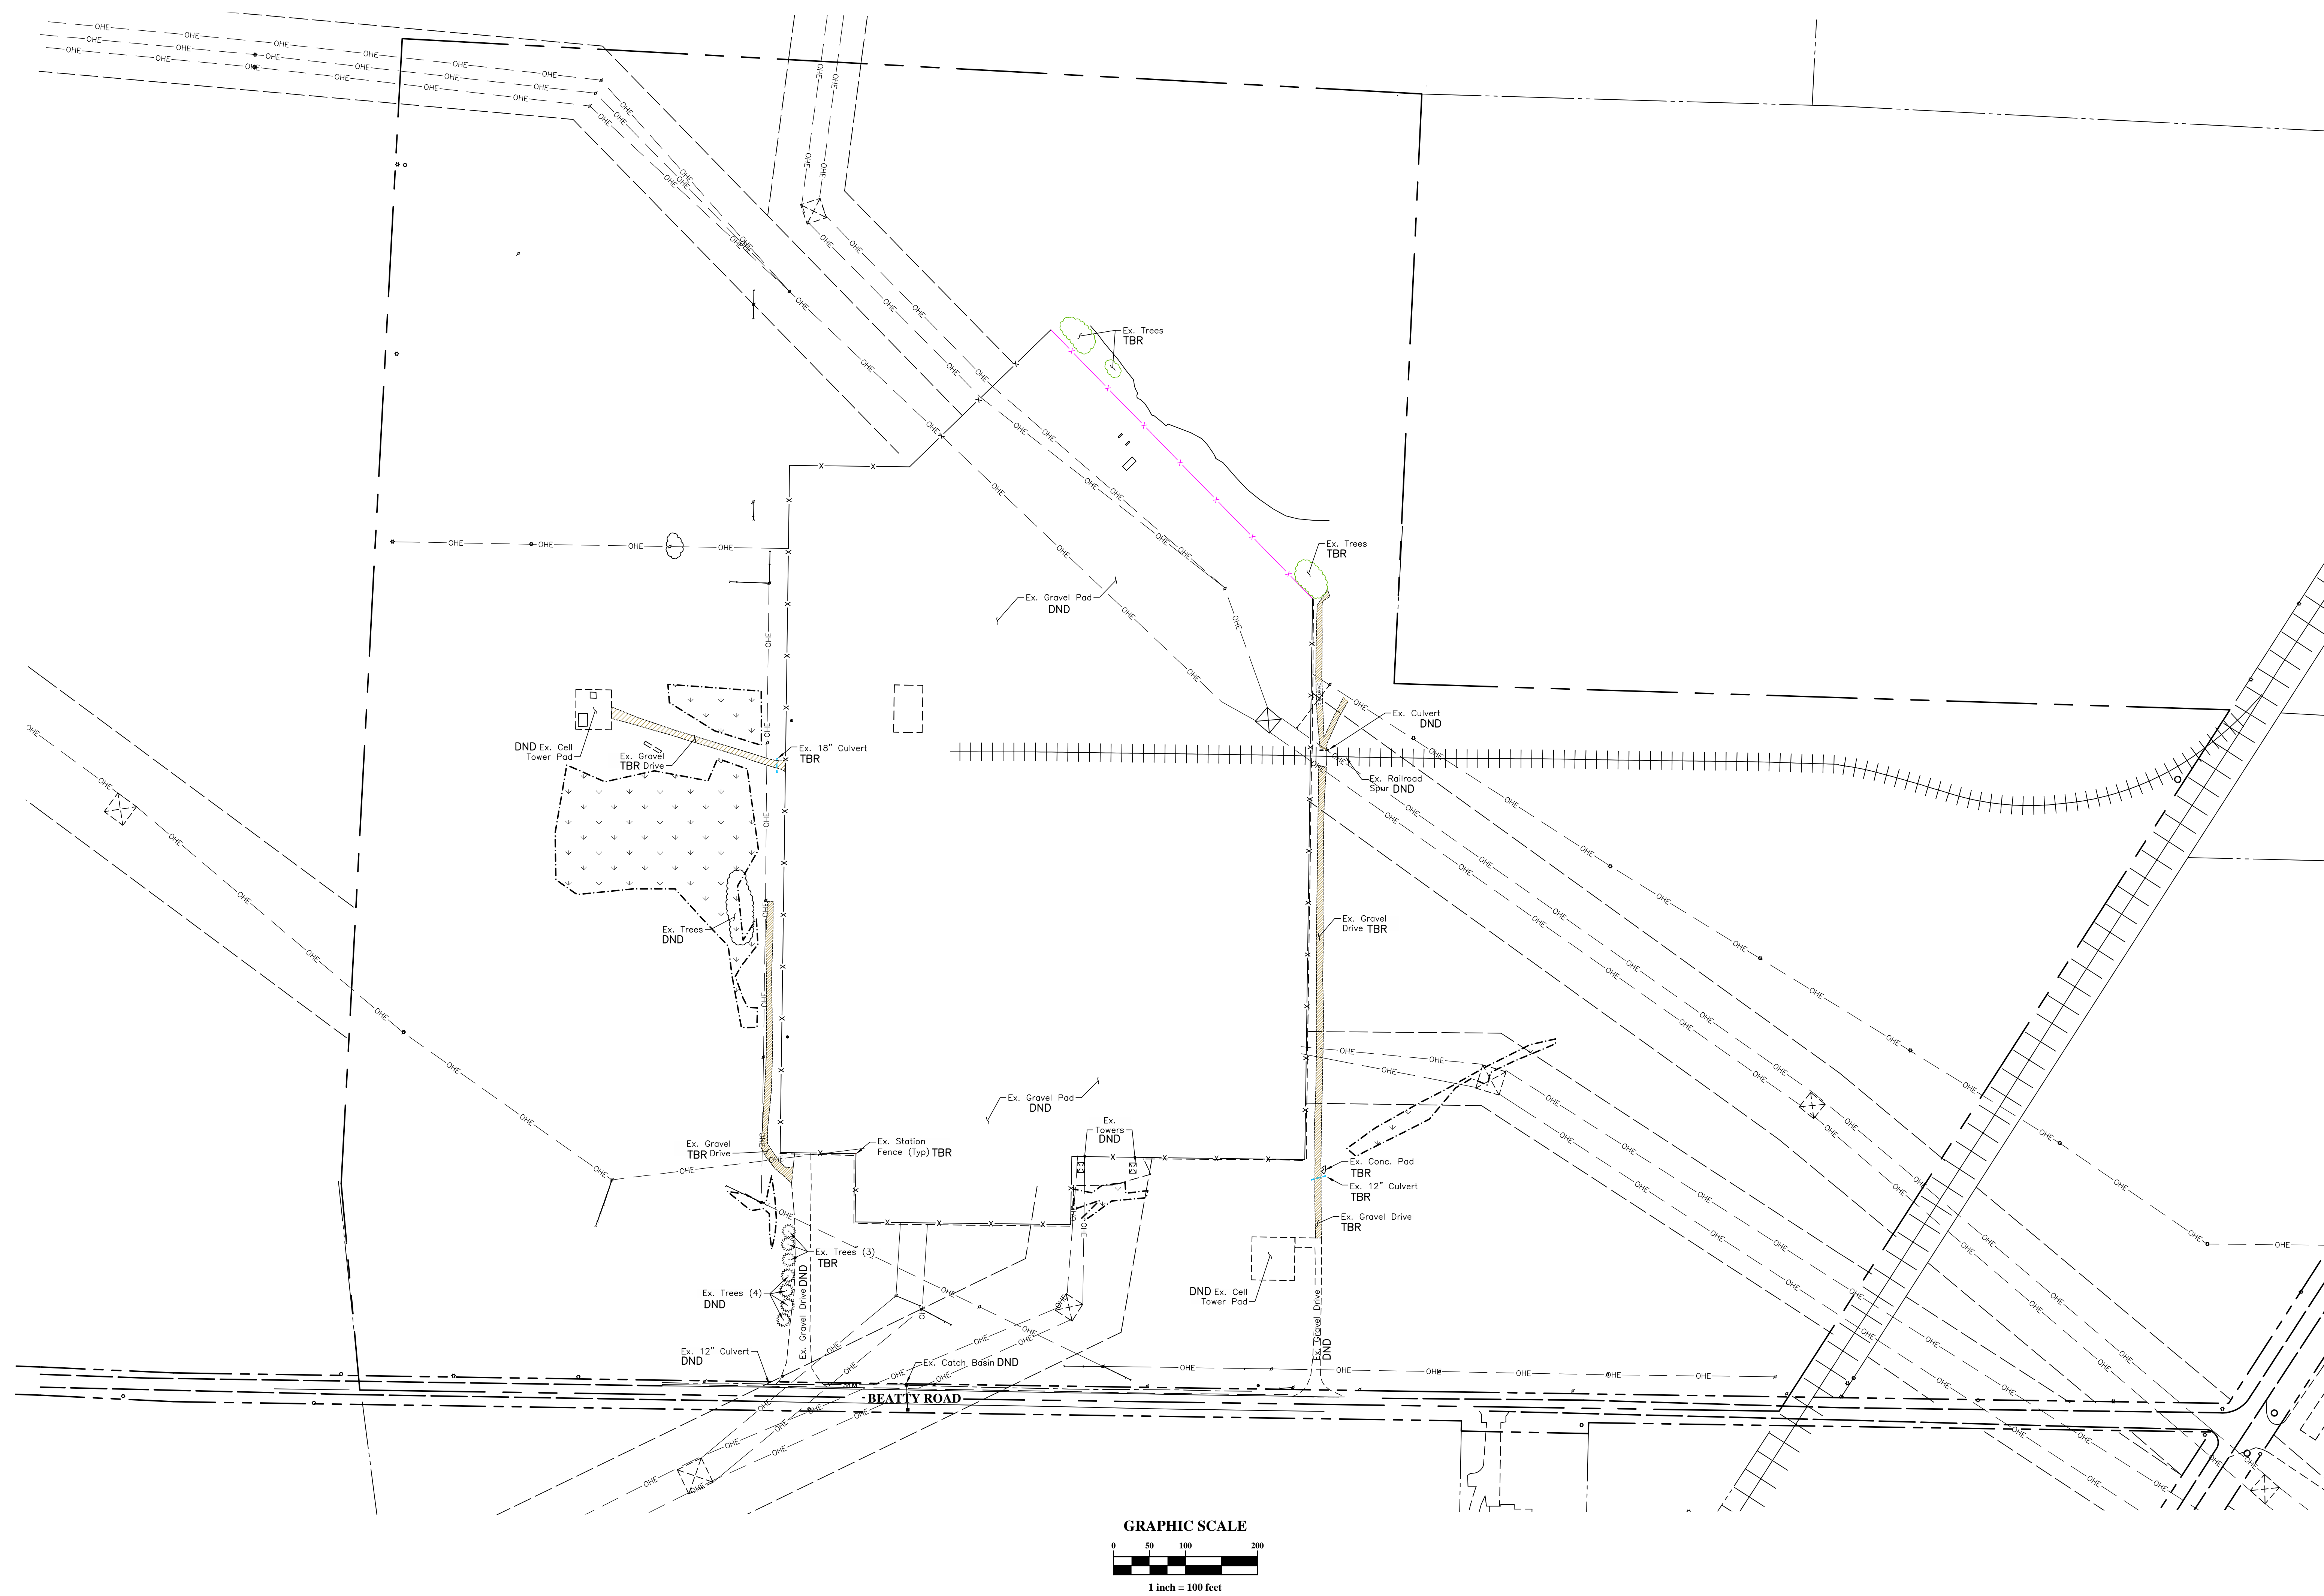 Ex. Trees
TBR
Ex. Trees
TBR
Ex. Gravel Pad
DND
Ex. Culvert
DND
DND Ex. Cell
Tower Pad
Ex. Gravel
TBR Drive
Ex. 18" Culvert
TBR
Ex. Railroad
Spur DND
Ex. Trees
DND
Ex. Gravel
Drive TBR
Ex. Gravel Pad
DND
Ex.
Towers
DND
Ex. Gravel
TBR Drive
Ex. Station
Fence (Typ) TBR
Ex. Conc. Pad
TBR
Ex. 12" Culvert
TBR
Ex. Gravel Drive
TBR
Ex. Trees (3)
TBR
Ex. Trees (4)
DND
Ex. Gravel Drive DND
DND Ex. Cell
Tower Pad
Ex. Gravel Drive
DND
Ex. 12" Culvert
DND
Ex. Catch Basin DND
BEATTY ROAD
OHE
GRAPHIC SCALE
0 50 100 200
1 inch = 100 feet